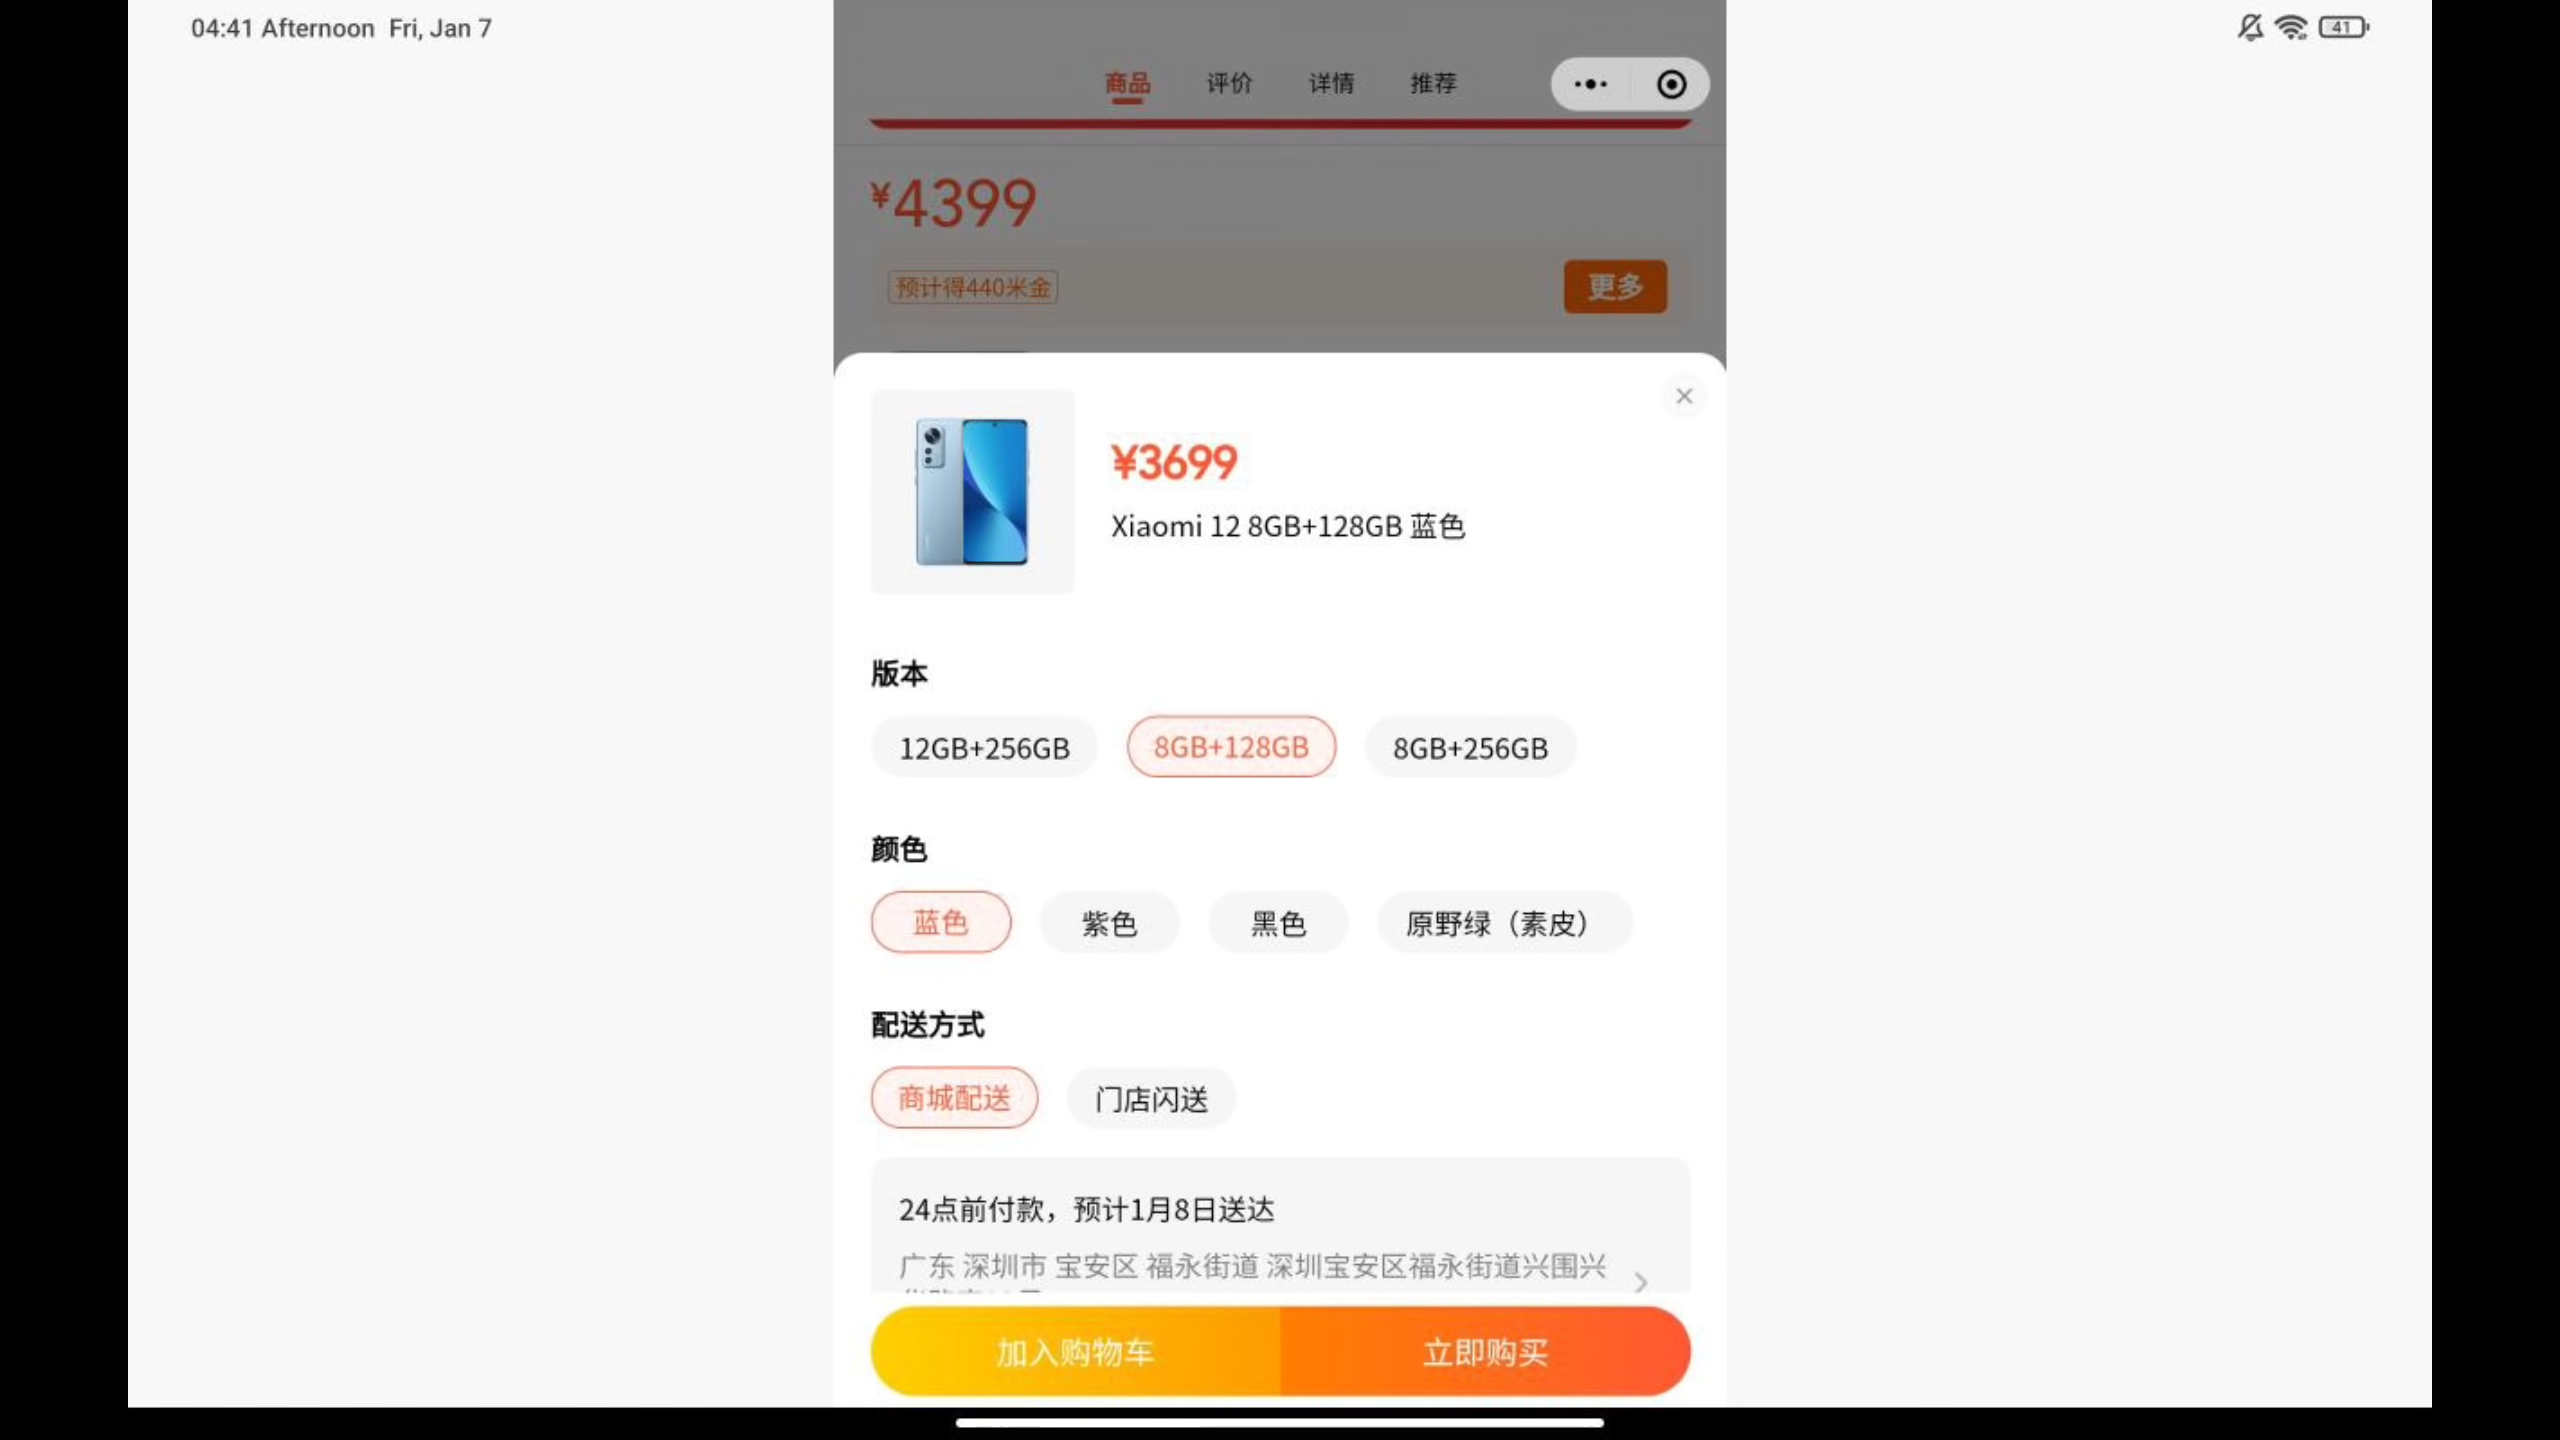 04:41 Afternoon Fri, Jan 7
41
商品 评价 详情 推荐
¥4399
预计得440米金
更多
¥3699
Xiaomi 12 8GB+128GB 蓝色
版本
12GB+256GB 8GB+128GB 8GB+256GB
颜色
蓝色 紫色 黑色 原野绿（素皮）
配送方式
商城配送 门店闪送
24点前付款，预计1月8日送达
广东 深圳市 宝安区 福永街道 深圳宝安区福永街道兴围兴
加入购物车 立即购买